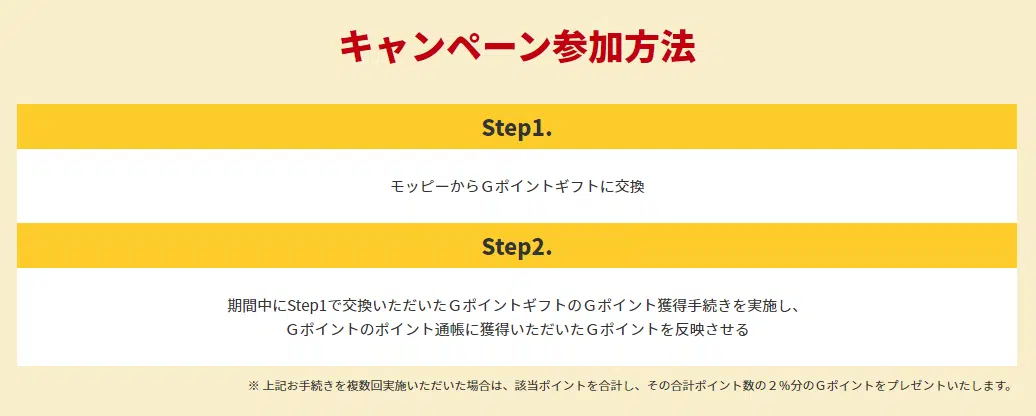 キャンペーン参加方法
Step1.
モッピーからGポイントギフトに交換
Step2.
期間中にStep1で交換いただいたGポイントギフトのGポイント獲得手続きを実施し、
Gポイントのポイント通帳に獲得いただいたGポイントを反映させる
※ 上記お手続きを複数回実施いただいた場合は、該当ポイントを合計し、その合計ポイント数の２%分のＧポイントをプレゼントいたします。